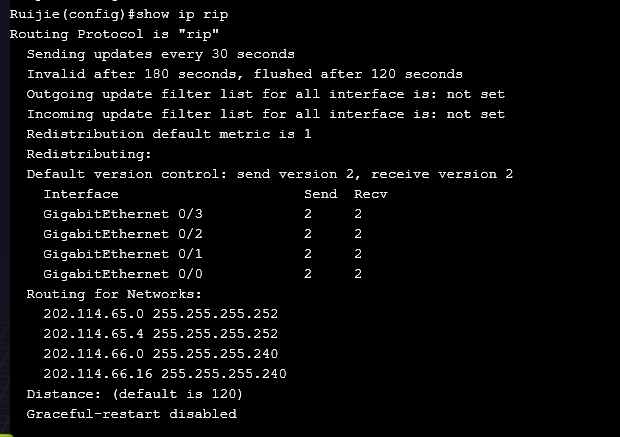 Ruijie(config)#show ip rip
Routing Protocol is "rip"
Sending updates every 30 seconds
Invalid after 180 seconds, flushed after 120 seconds
Outgoing update filter list for all interface is: not set
Incoming update filter list for all interface is: not set
Redistribution default metric is 1
Redistributing:
Default version control: send version 2, receive version 2
Interface Send Recv
GigabitEthernet 0/3 2 2
GigabitEthernet 0/2 2 2
GigabitEthernet 0/1 2 2
GigabitEthernet 0/0 2 2
Routing for Networks:
202.114.65.0 255.255.255.252
202.114.65.4 255.255.255.252
202.114.66.0 255.255.255.240
202.114.66.16 255.255.255.240
Distance: (default is 120)
Graceful-restart disabled